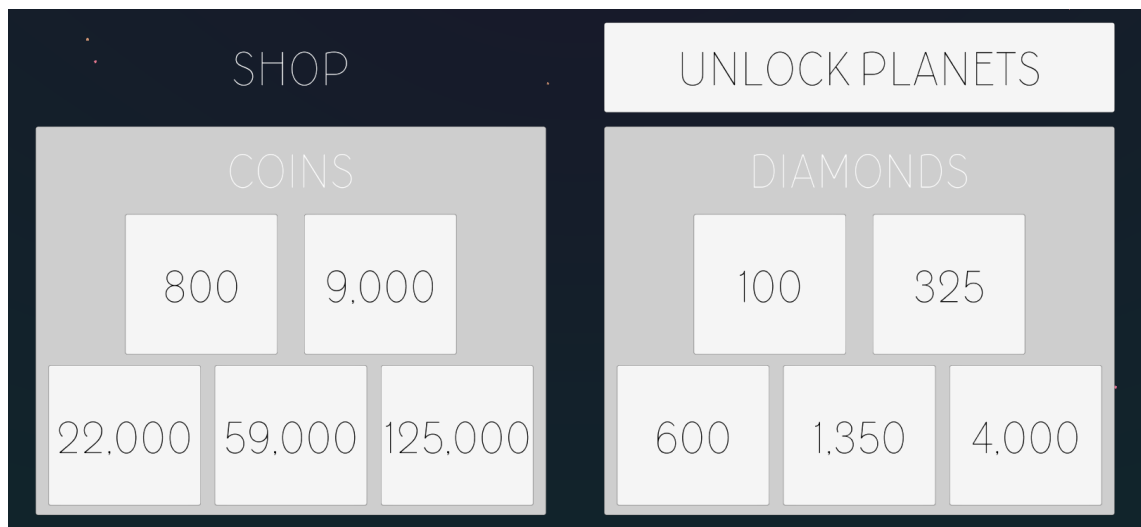 SHOP
UNLOCK PLANETS
COINS
800 9,000
22,000 59,000 125,000
DIAMONDS
100 325
600 1,350 4,000